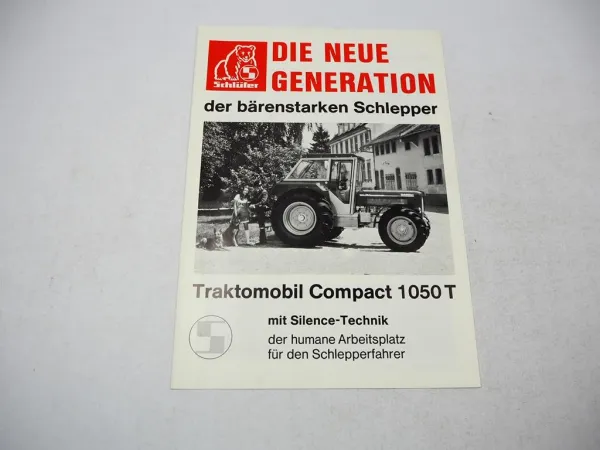 Schlüter
DIE NEUE
GENERATION
der bärenstarken Schlepper
Traktomobil Compact 1050 T
mit Silence-Technik
der humane Arbeitsplatz
für den Schlepperfahrer